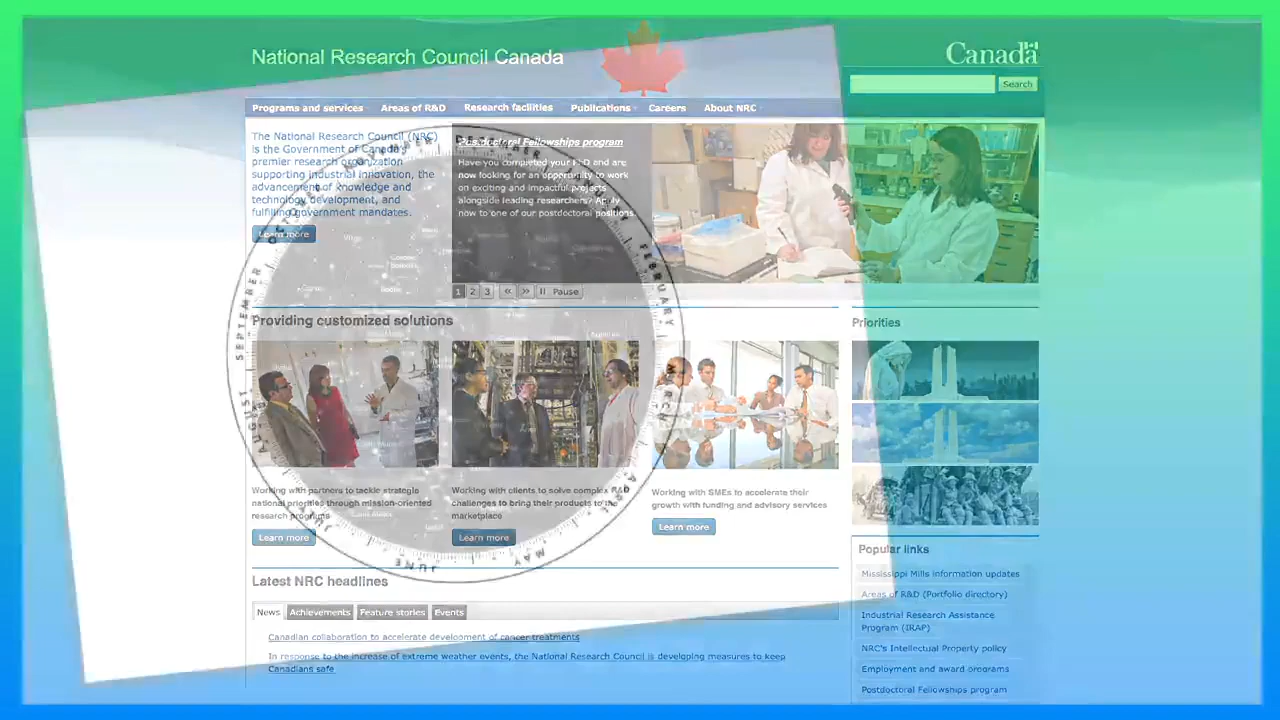 National Research Council Canada
Canada
Search
Programs and services
Areas of R&D
Research facilities
Publications
Careers
About NRC
The National Research Council (NRC)
is the Government of Canada's
premier research organization
supporting industrial innovation, the
advancement of knowledge and
technology development, and
fulfilling government mandates.
Learn more
Postdoctoral Fellowships program
Have you completed your PhD and are
now looking for an opportunity to work
on exciting and impactful projects
alongside leading researchers? Apply
now to one of our postdoctoral positions.
1 2 3 « » II Pause
SEPTEMBER
FEBRUARY
AUGUST
MAY
JUNE
Providing customized solutions
Working with partners to tackle strategic
national priorities through mission-oriented
research programs
Learn more
Working with clients to solve complex R&D
challenges to bring their products to the
marketplace
Learn more
Working with SMEs to accelerate their
growth with funding and advisory services
Learn more
Latest NRC headlines
News
Achievements
Feature stories
Events
Canadian collaboration to accelerate development of cancer treatments
In response to the increase of extreme weather events, the National Research Council is developing measures to keep
Canadians safe
Priorities
Popular links
Mississippi Mills information updates
Areas of R&D (Portfolio directory)
Industrial Research Assistance
Program (IRAP)
NRC's Intellectual Property policy
Employment and award programs
Postdoctoral Fellowships program